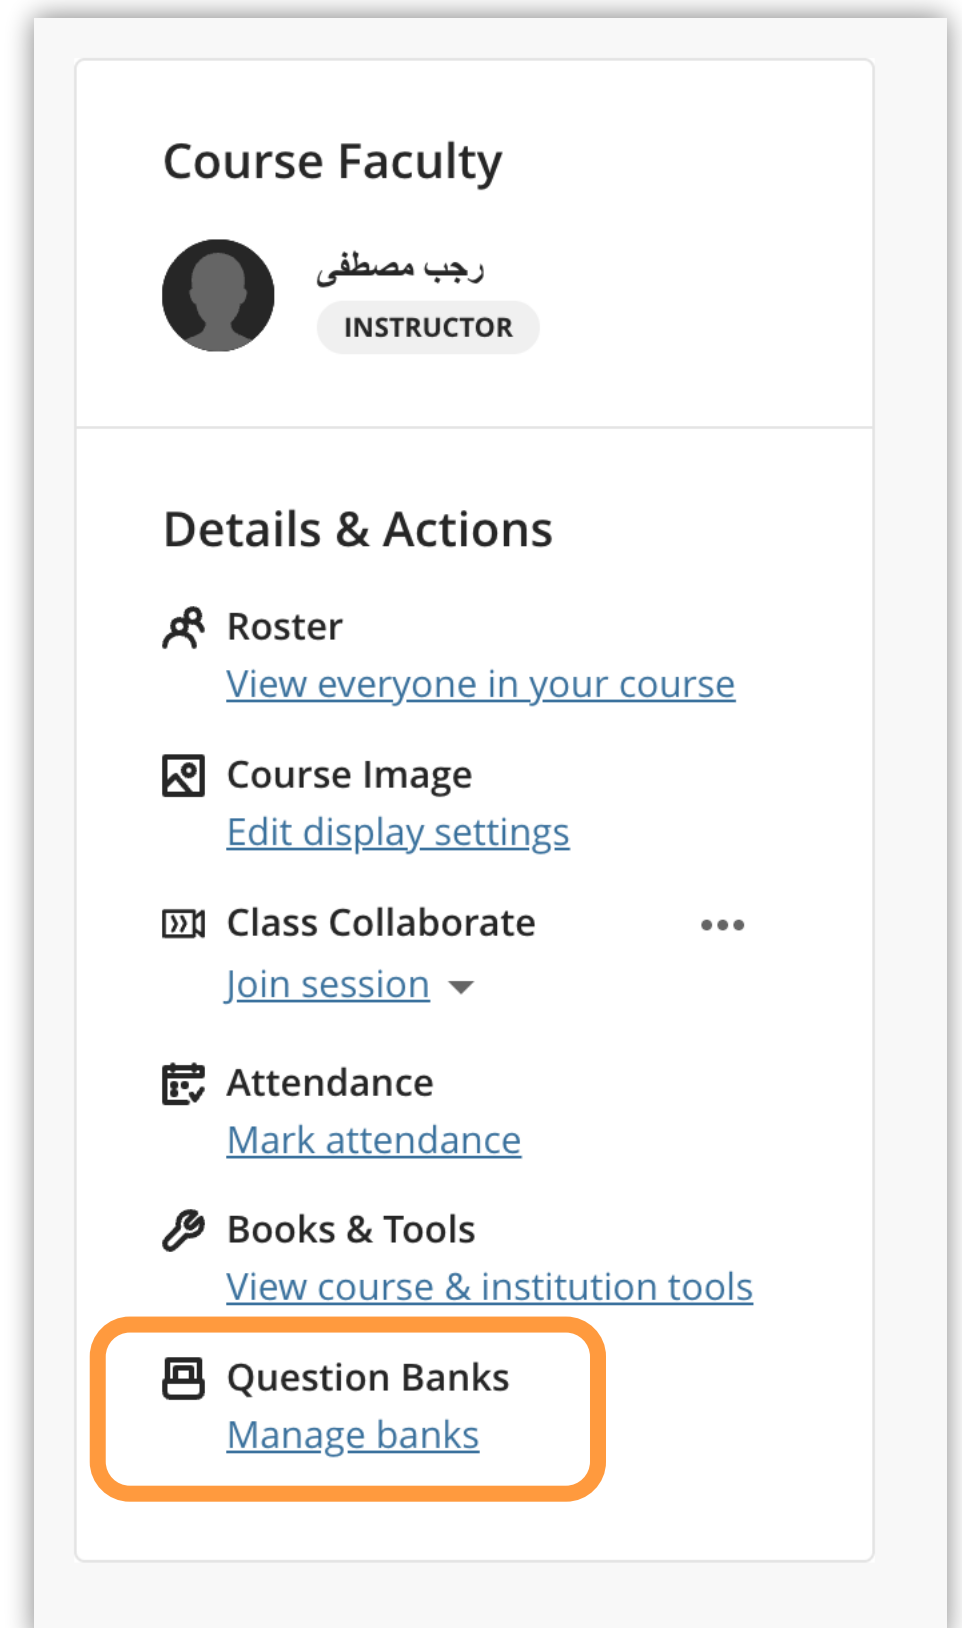 Course Faculty
رجب مصطفى
INSTRUCTOR
Details & Actions
Roster
View everyone in your course
Course Image
Edit display settings
Class Collaborate
Join session
Attendance
Mark attendance
Books & Tools
View course & institution tools
Question Banks
Manage banks